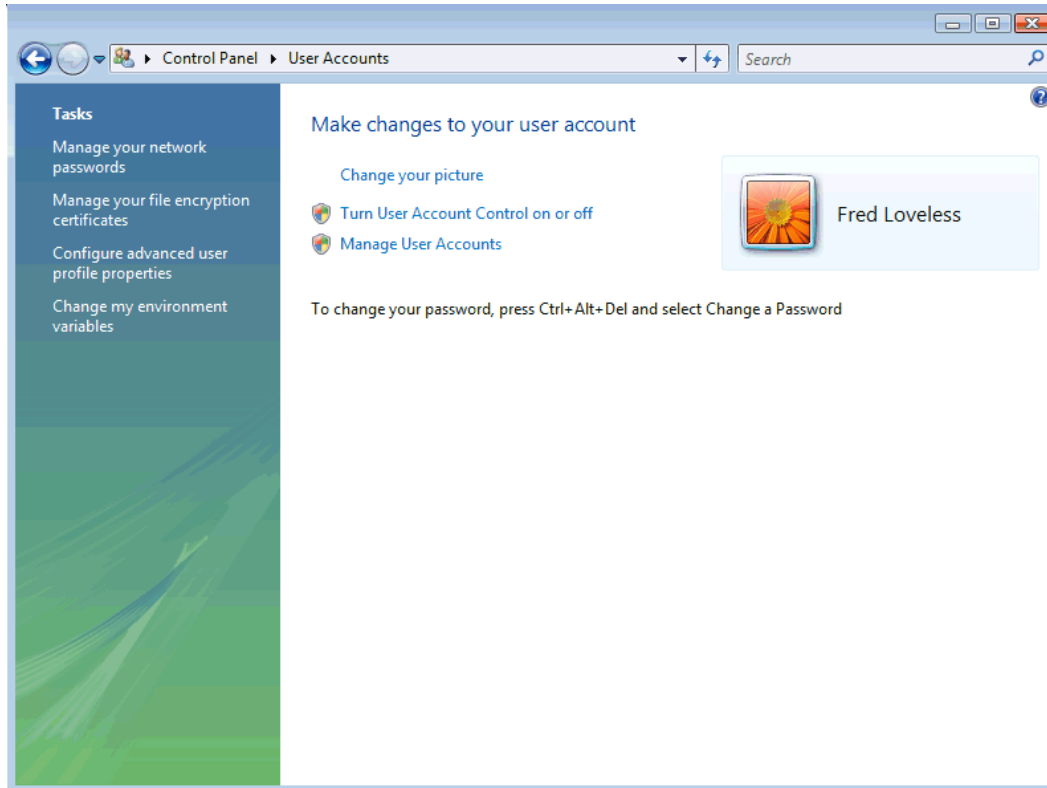 Control Panel
User Accounts
Search
Tasks
Manage your network
passwords
Manage your file encryption
certificates
Configure advanced user
profile properties
Change my environment
variables
Make changes to your user account
Change your picture
Turn User Account Control on or off
Manage User Accounts
Fred Loveless
To change your password, press Ctrl+Alt+Del and select Change a Password